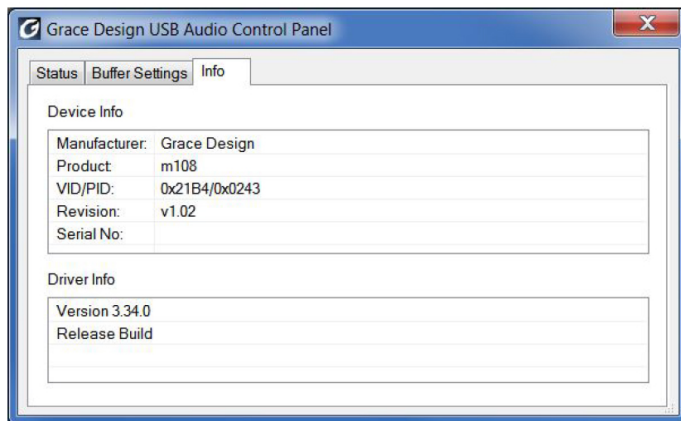 Grace Design USB Audio Control Panel
Status Buffer Settings Info
Device Info
Manufacturer: Grace Design
Product: m108
VID/PID: 0x21B4/0x0243
Revision: v1.02
Serial No:
Driver Info
Version 3.34.0
Release Build